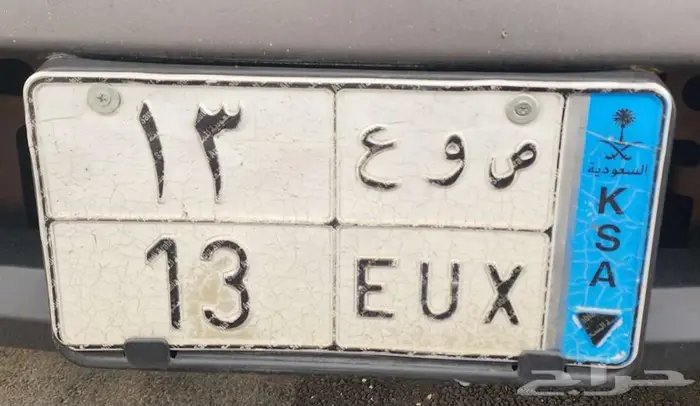 ١٣ ص و ع
13 EUX
السعودية
KSA
حراج